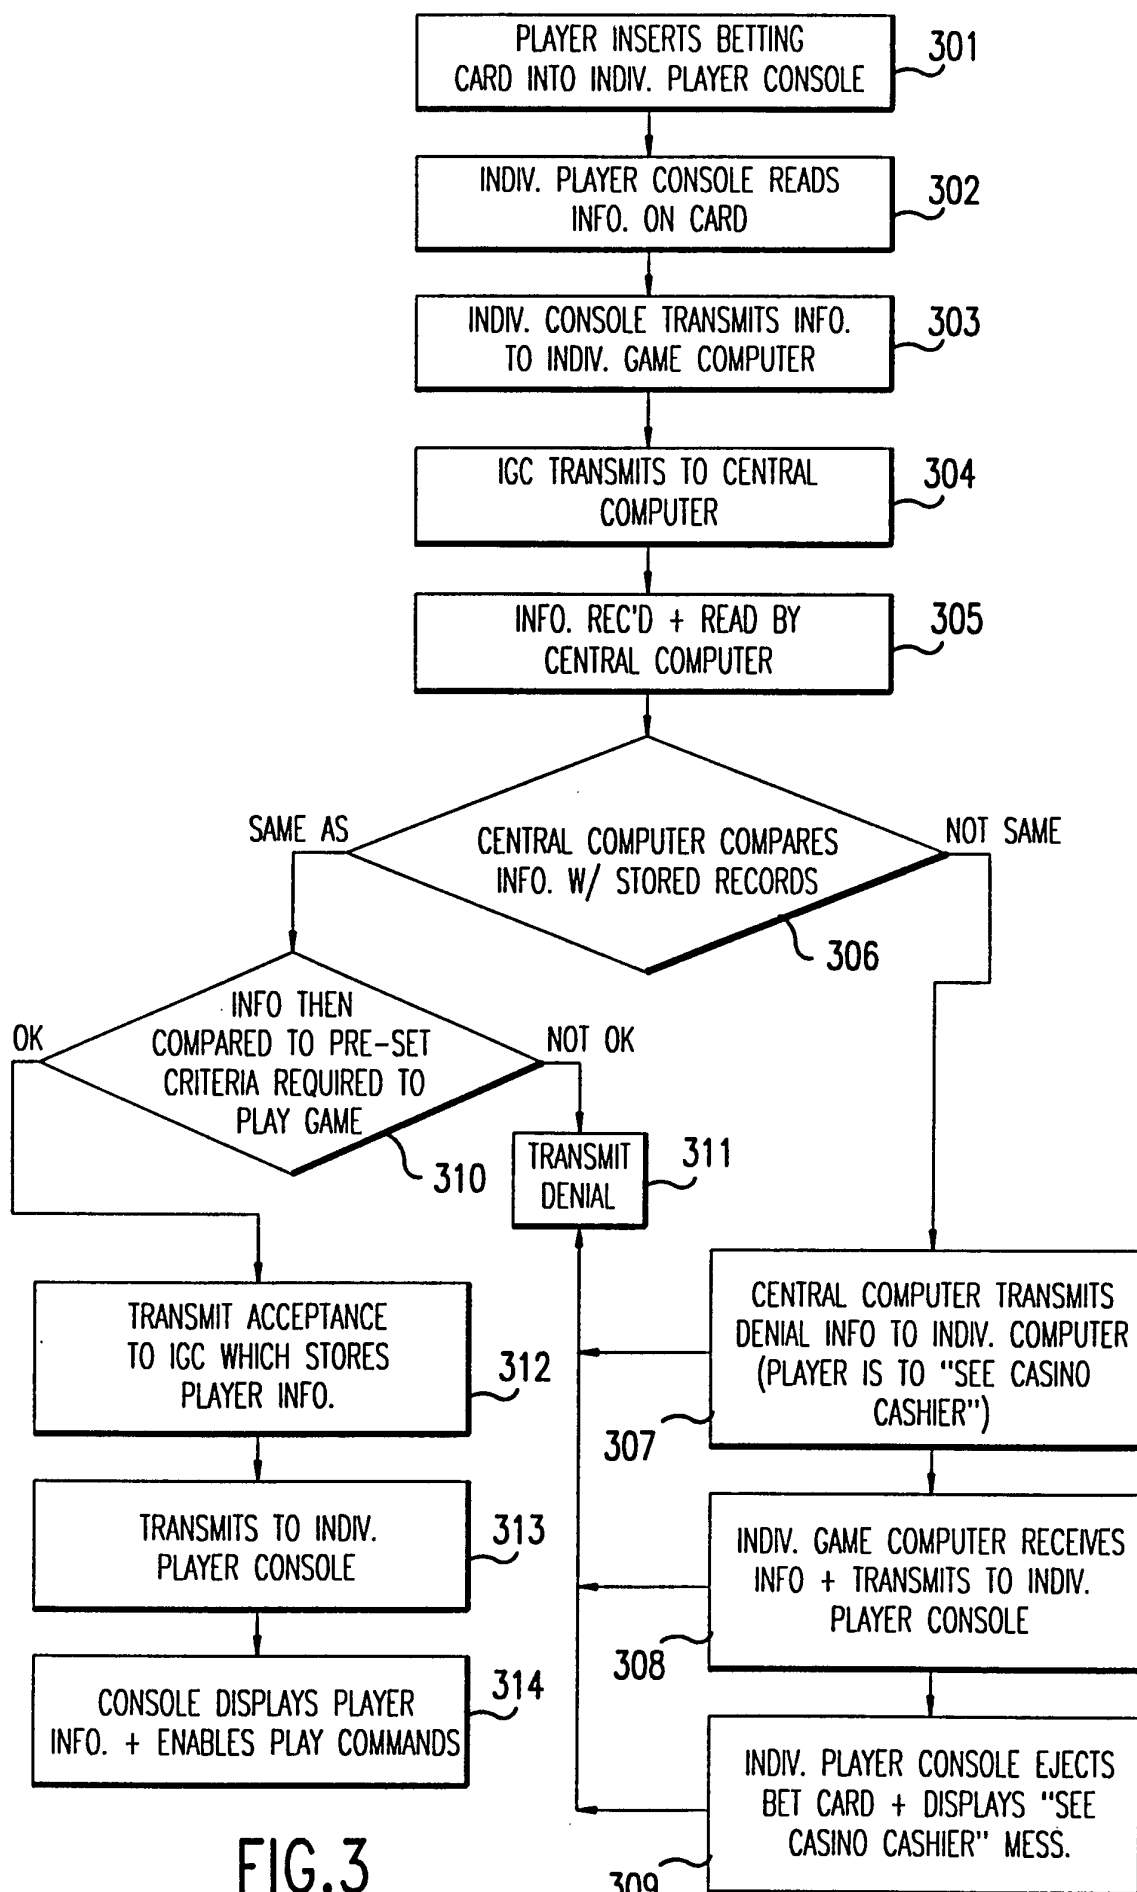 PLAYER INSERTS BETTING
CARD INTO INDIV. PLAYER CONSOLE
301
INDIV. PLAYER CONSOLE READS
INFO. ON CARD
302
INDIV. CONSOLE TRANSMITS INFO.
TO INDIV. GAME COMPUTER
303
IGC TRANSMITS TO CENTRAL
COMPUTER
304
INFO. REC'D + READ BY
CENTRAL COMPUTER
305
SAME AS
NOT SAME
CENTRAL COMPUTER COMPARES
INFO. W/ STORED RECORDS
306
OK
NOT OK
INFO THEN
COMPARED TO PRE-SET
CRITERIA REQUIRED TO
PLAY GAME
310
TRANSMIT
DENIAL
311
TRANSMIT ACCEPTANCE
TO IGC WHICH STORES
PLAYER INFO.
312
CENTRAL COMPUTER TRANSMITS
DENIAL INFO TO INDIV. COMPUTER
(PLAYER IS TO "SEE CASINO
CASHIER")
307
TRANSMITS TO INDIV.
PLAYER CONSOLE
313
INDIV. GAME COMPUTER RECEIVES
INFO + TRANSMITS TO INDIV.
PLAYER CONSOLE
308
CONSOLE DISPLAYS PLAYER
INFO. + ENABLES PLAY COMMANDS
314
INDIV. PLAYER CONSOLE EJECTS
BET CARD + DISPLAYS "SEE
CASINO CASHIER" MESS.
309
FIG.3